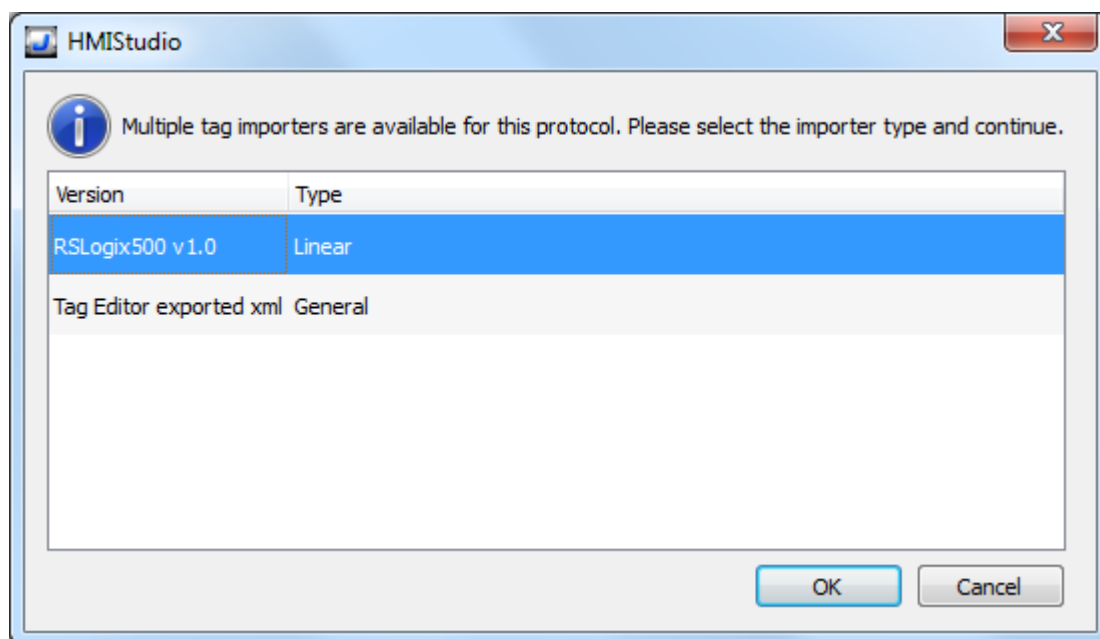 HMIStudio
Multiple tag importers are available for this protocol. Please select the importer type and continue.
Version Type
RSLogix500 v1.0 Linear
Tag Editor exported xml General
OK Cancel